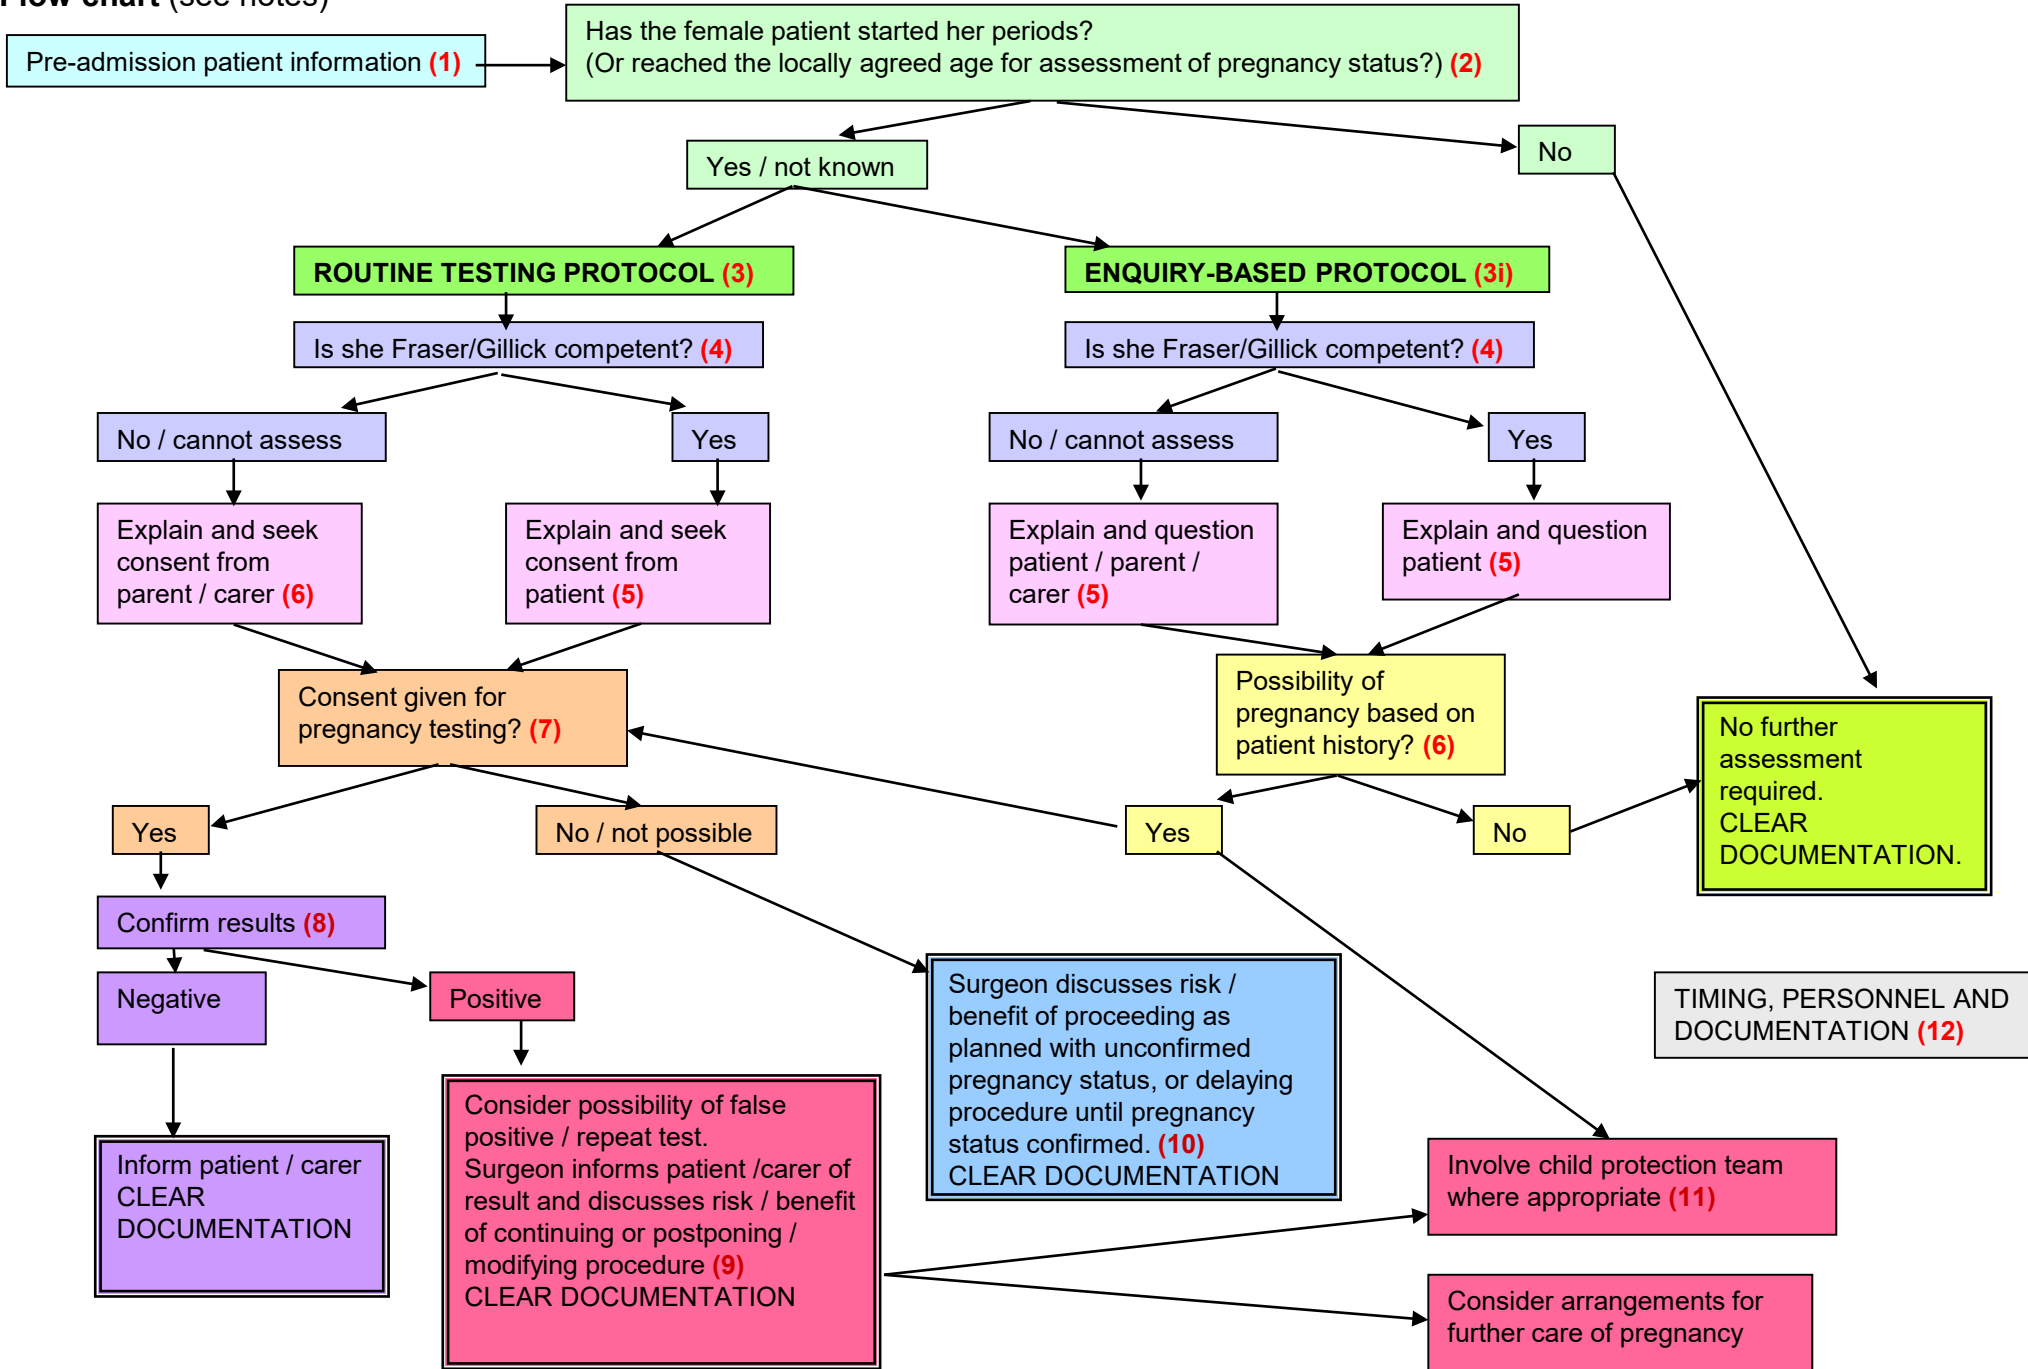 Flow chart (see notes)
Pre-admission patient information (1)
Has the female patient started her periods?
(Or reached the locally agreed age for assessment of pregnancy status?) (2)
Yes / not known
No
ROUTINE TESTING PROTOCOL (3)
ENQUIRY-BASED PROTOCOL (3i)
Is she Fraser/Gillick competent? (4)
Is she Fraser/Gillick competent? (4)
No / cannot assess
Yes
No / cannot assess
Yes
Explain and seek
consent from
parent / carer (6)
Explain and seek
consent from
patient (5)
Explain and question
patient / parent /
carer (5)
Explain and question
patient (5)
Consent given for
pregnancy testing? (7)
Possibility of
pregnancy based on
patient history? (6)
No further
assessment
required.
CLEAR
DOCUMENTATION.
Yes
No / not possible
Yes
No
Confirm results (8)
Negative
Positive
Surgeon discusses risk /
benefit of proceeding as
planned with unconfirmed
pregnancy status, or delaying
procedure until pregnancy
status confirmed. (10)
CLEAR DOCUMENTATION
TIMING, PERSONNEL AND
DOCUMENTATION (12)
Inform patient / carer
CLEAR
DOCUMENTATION
Consider possibility of false
positive / repeat test.
Surgeon informs patient /carer of
result and discusses risk / benefit
of continuing or postponing /
modifying procedure (9)
CLEAR DOCUMENTATION
Involve child protection team
where appropriate (11)
Consider arrangements for
further care of pregnancy